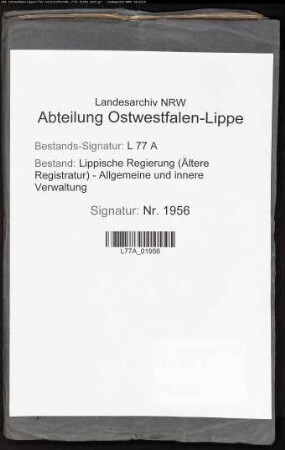 Landesarchiv NRW
Abteilung Ostwestfalen-Lippe
Bestands-Signatur: L 77 A
Bestand: Lippische Regierung (Ältere
Registratur) - Allgemeine und innere
Verwaltung
Signatur: Nr. 1956
L77A_01956